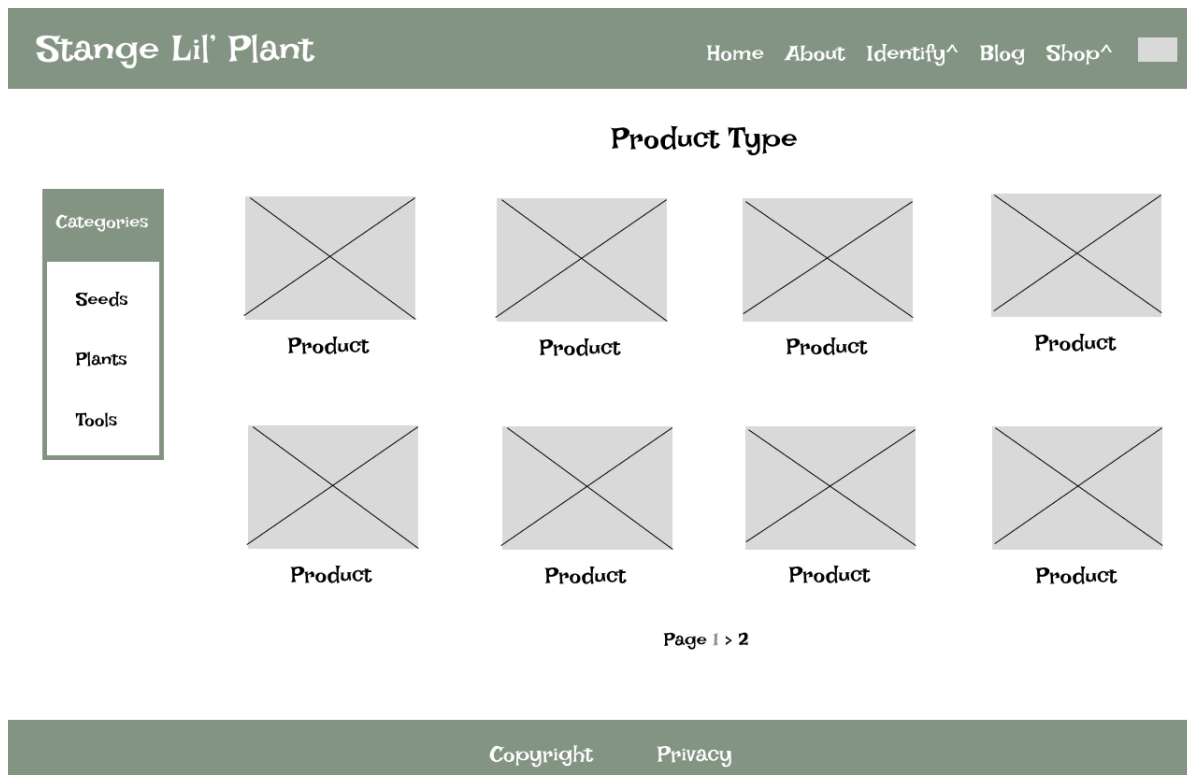 Stange Lil' Plant
Home About Identify^ Blog Shop^
Product Type
Categories
Seeds
Plants
Tools
Product Product Product Product
Product Product Product Product
Page 1 > 2
Copyright Privacy